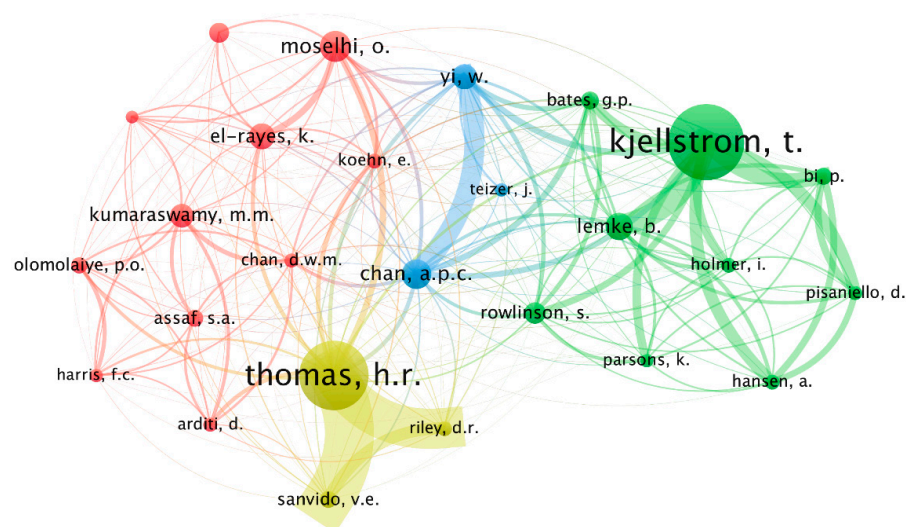 moselhi, o.
yi, w.
bates, g.p.
el-rayes, k.
kjellstrom, t.
koehn, e.
teizer, j.
bi, p.
kumaraswamy, m.m.
lemke, b.
chan, d.w.m.
olomolaiye, p.o.
chan, a.p.c.
holmer, i.
pisaniello, d.
assaf, s.a.
rowlinson, s.
harris, f.c.
thomas, h.r.
parsons, k.
hansen, a.
arditi, d.
riley, d.r.
sanvido, v.e.